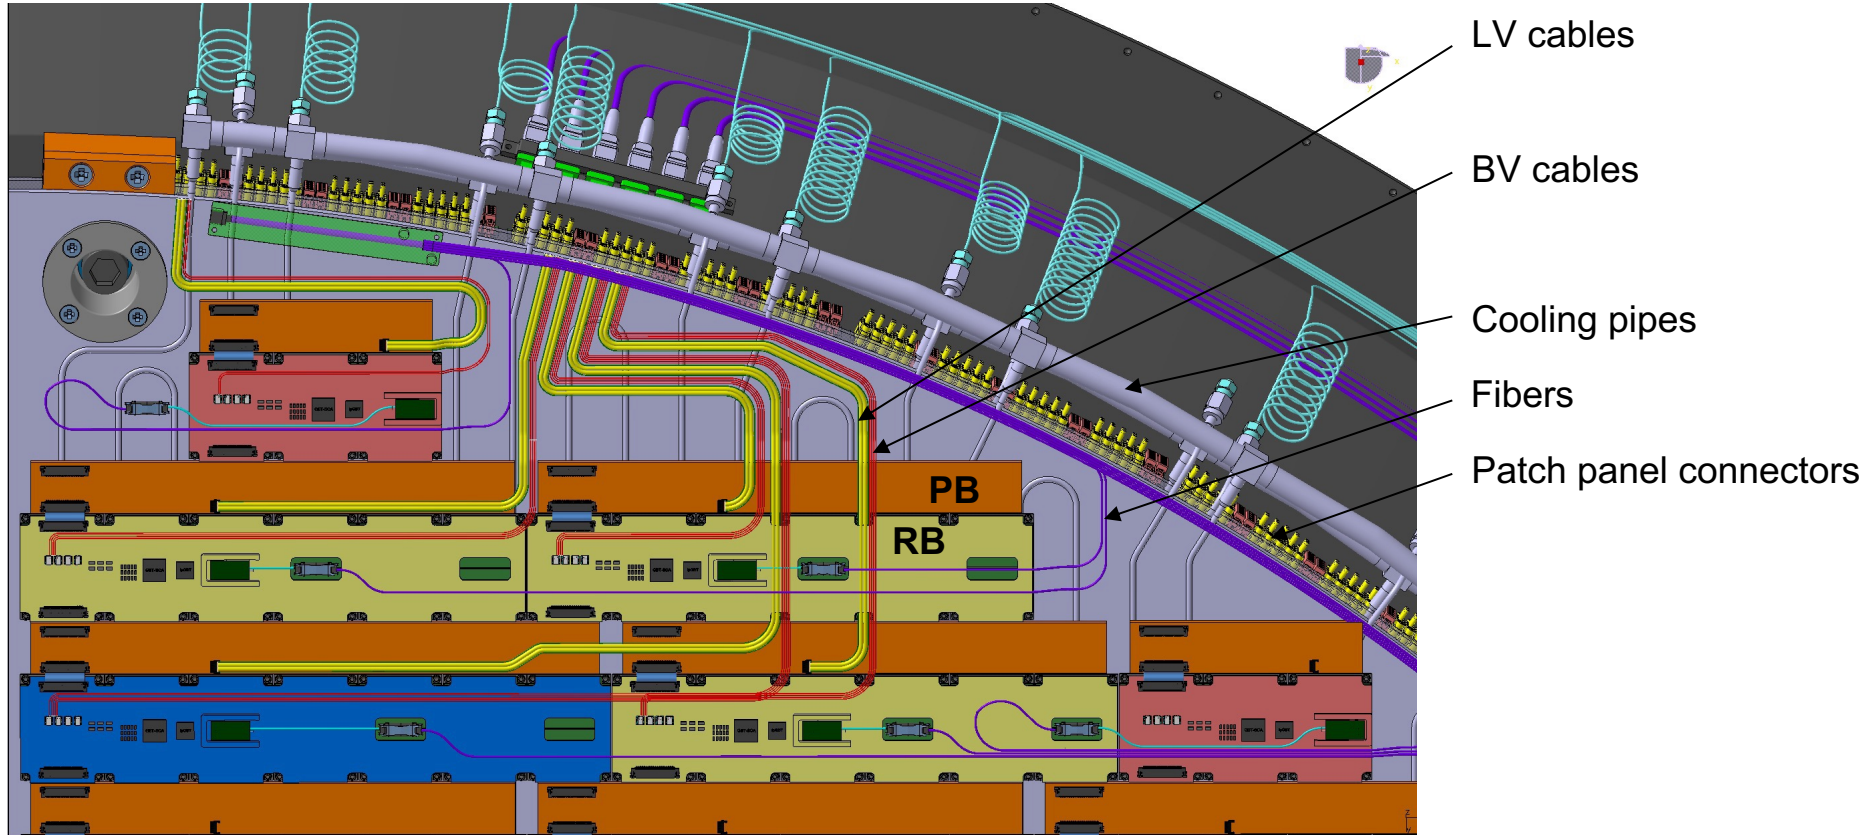 LV cables
BV cables
Cooling pipes
Fibers
Patch panel connectors
PB
RB